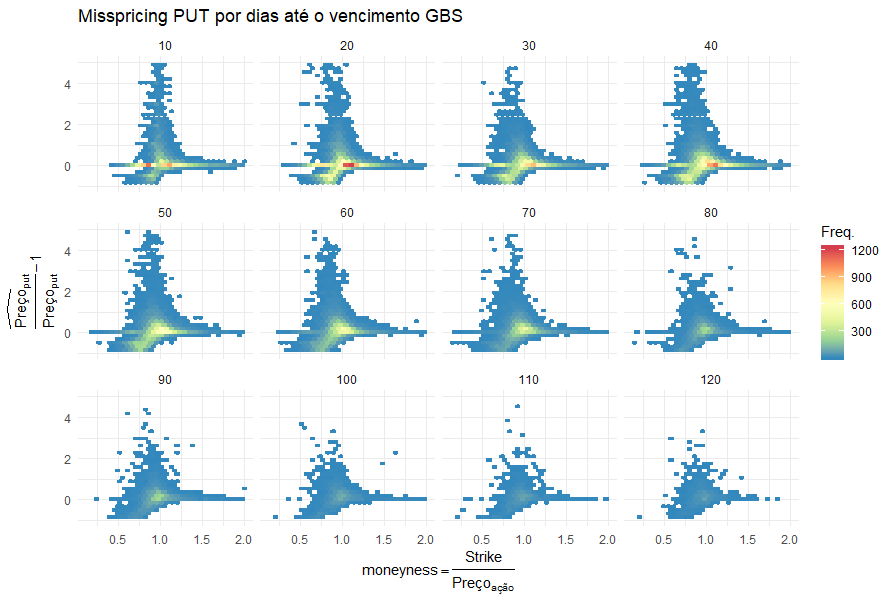 Misspricing PUT por dias até o vencimento GBS
10 20 30 40
4
2
0
50 60 70 80
4
2
0
90 100 110 120
4
2
0
0.5 1.0 1.5 2.0 0.5 1.0 1.5 2.0 0.5 1.0 1.5 2.0 0.5 1.0 1.5 2.0
Preçoput
Preçoput
−1
moneyness = Strike
Preçoação
Freq.
1200
900
600
300